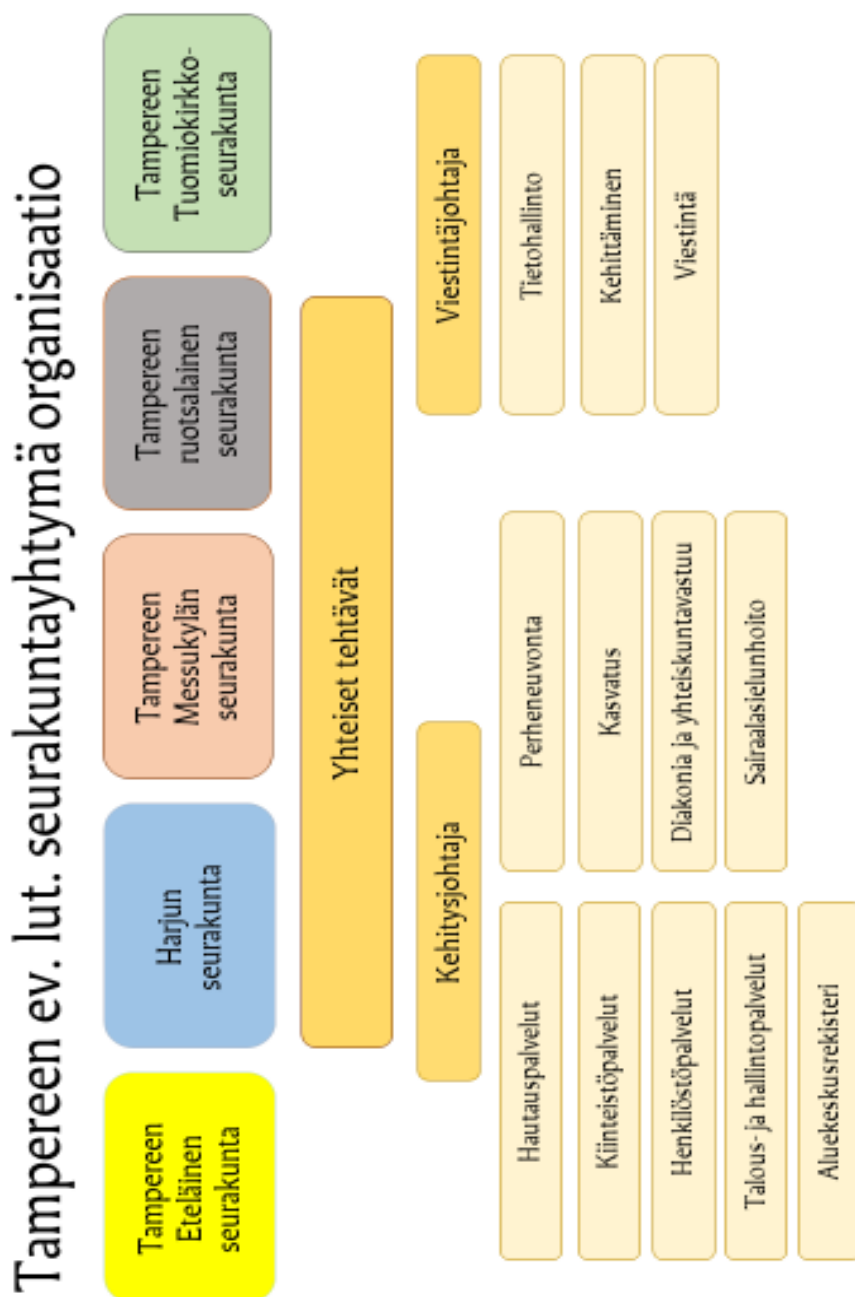 Tampereen ev. lut. seurakuntayhtymä organisaatio
Tampereen
Eteläinen
seurakunta
Harjun
seurakunta
Tampereen
Messukylän
seurakunta
Tampereen
ruotsalainen
seurakunta
Tampereen
Tuomiokirkko-
seurakunta
Yhteiset tehtävät
Kehitysjohtaja
Viestintäjohtaja
Hautauspalvelut
Kiinteistöpalvelut
Henkilöstöpalvelut
Talous- ja hallintopalvelut
Aluekeskusrekisteri
Perheneuvonta
Kasvatus
Diakonia ja yhteiskuntavastuu
Sairaalasielunhoito
Tietohallinto
Kehittäminen
Viestintä